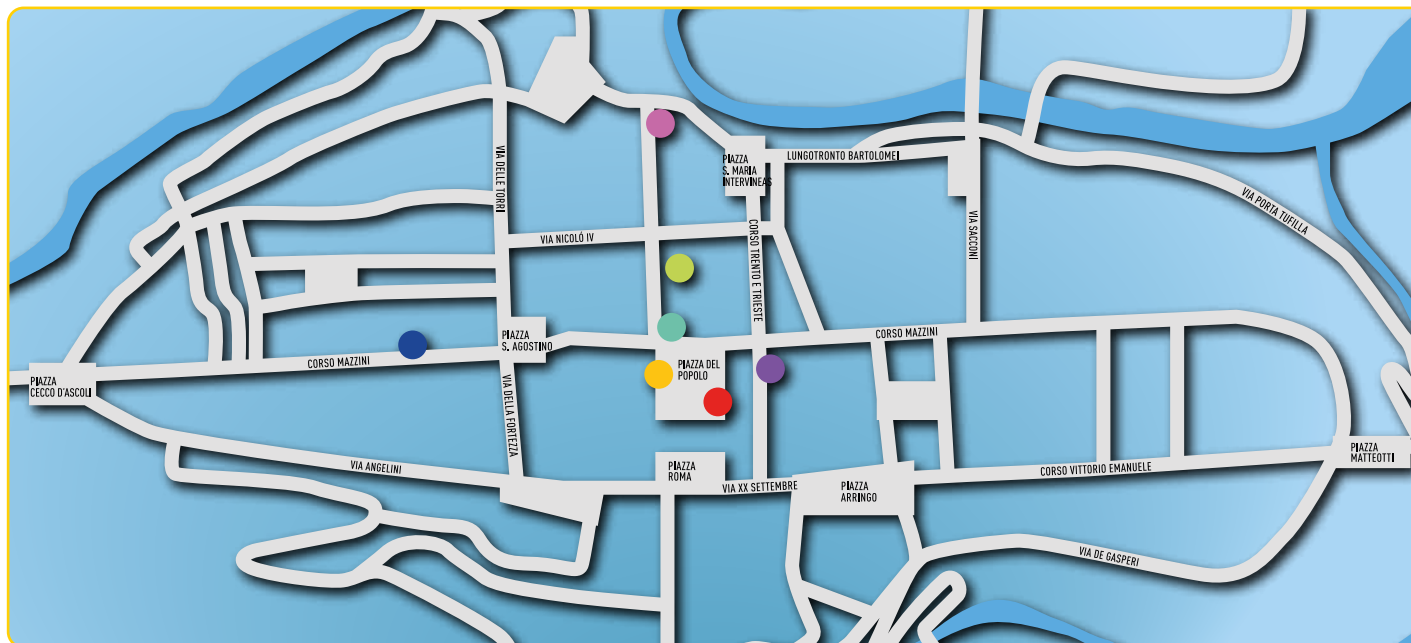 PIAZZA
S. MARIA
INTERVINEAS
LUNGOTRONTO BARTOLOMEI
VIA DELLE TORRI
VIA PORTA TUFILLA
VIA NICOLÓ IV
CORSO TRENTO E TRIESTE
VIA SACCONI
PIAZZA
S. AGOSTINO
CORSO MAZZINI
CORSO MAZZINI
PIAZZA DEL
POPOLO
PIAZZA
CECCO D'ASCOLI
VIA DELLA FORTEZZA
PIAZZA
MATTEOTTI
VIA ANGELINI
PIAZZA
ROMA
CORSO VITTORIO EMANUELE
VIA XX SETTEMBRE
PIAZZA
ARRINGO
VIA DE GASPERI